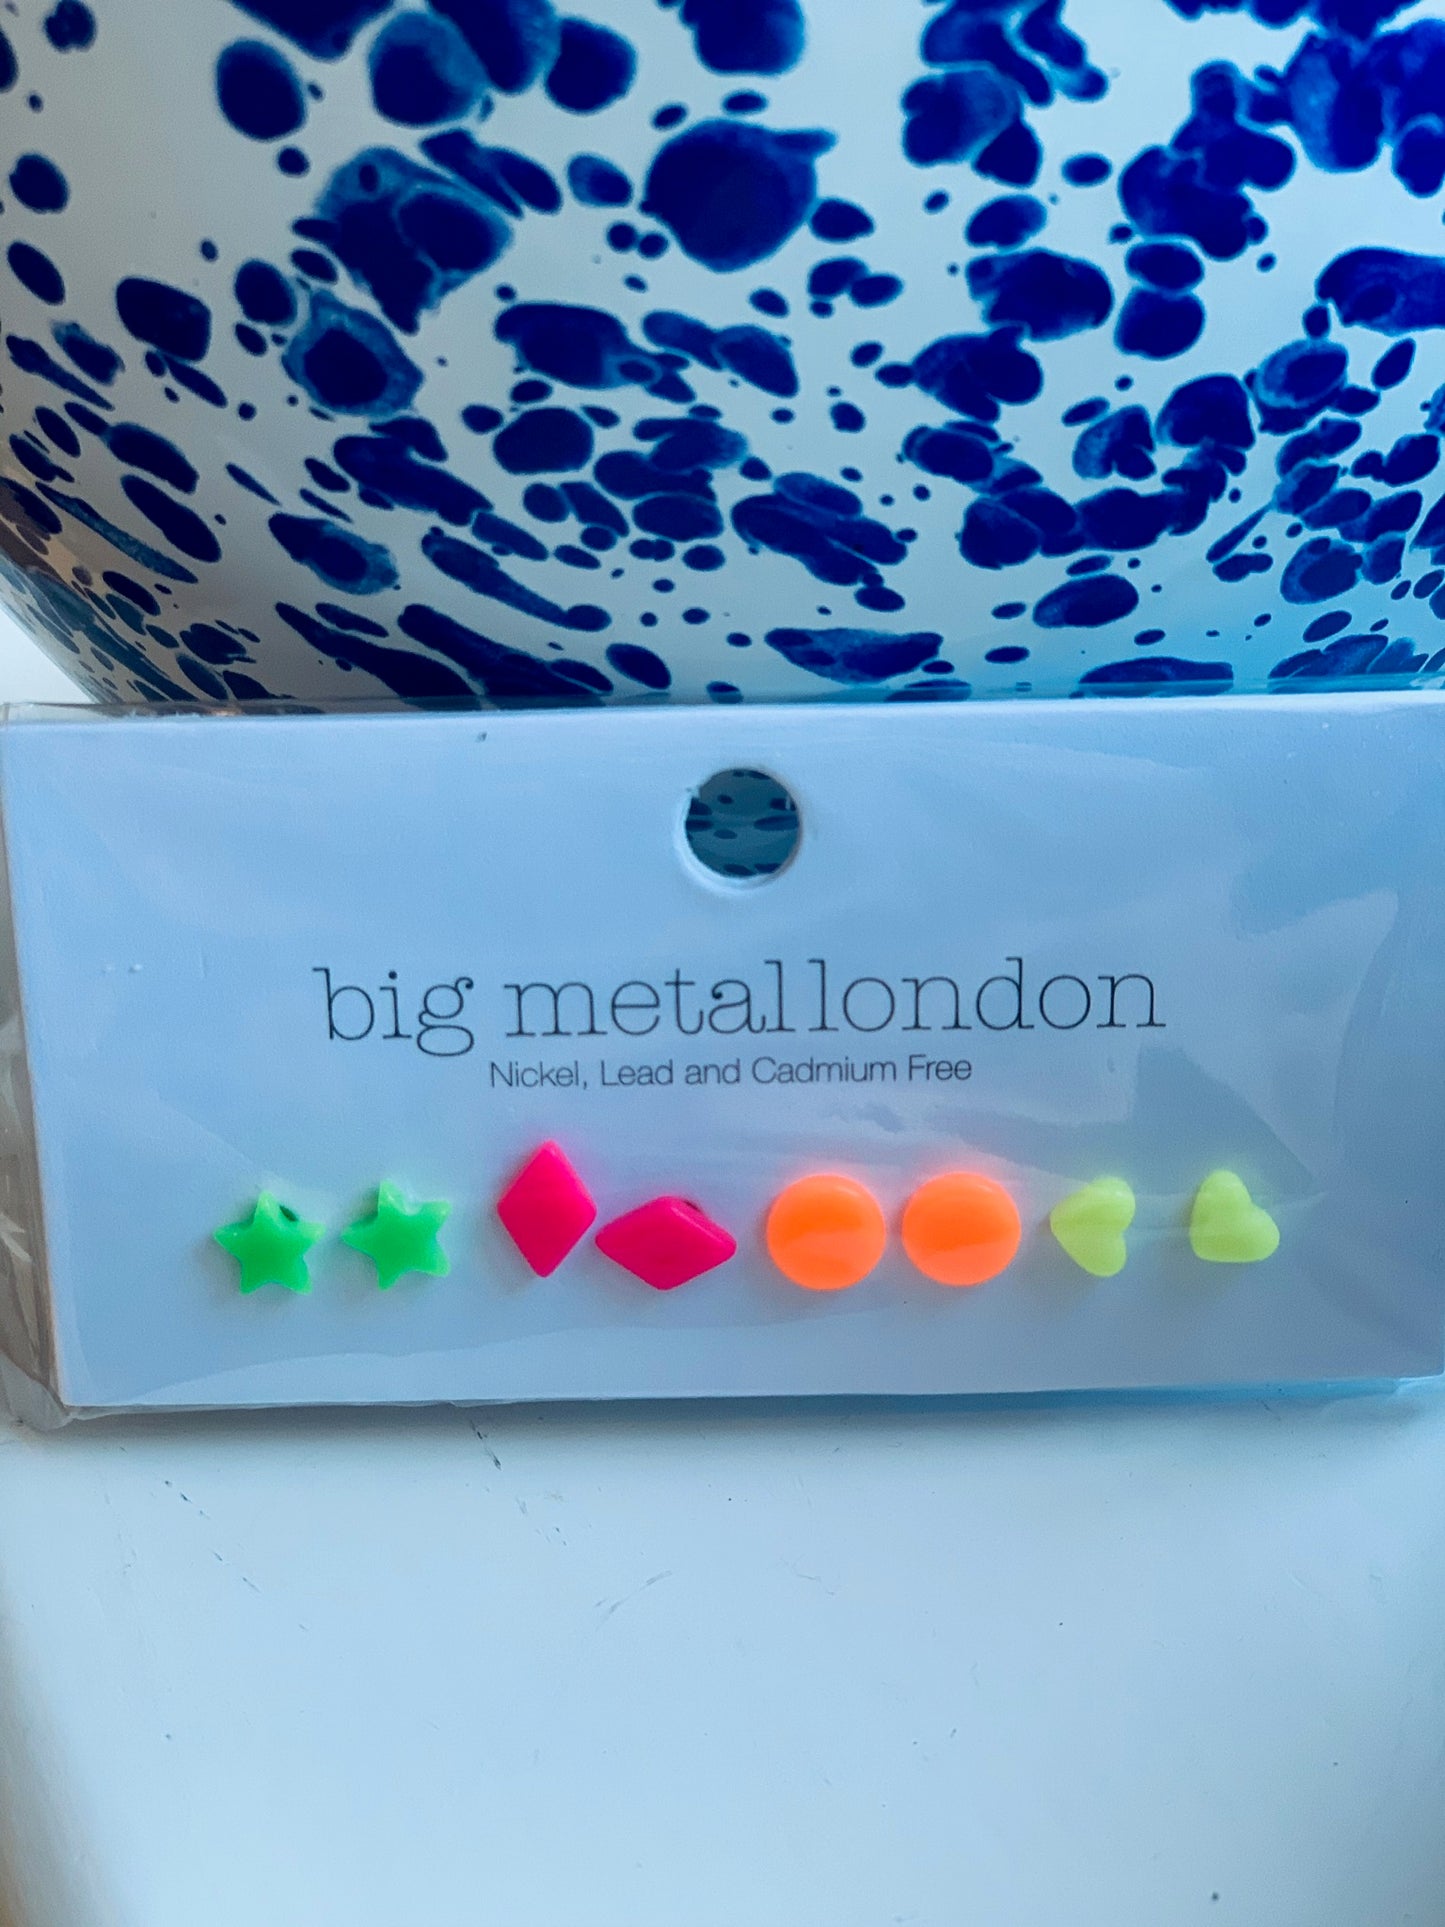 big metal london
Nickel, Lead and Cadmium Free